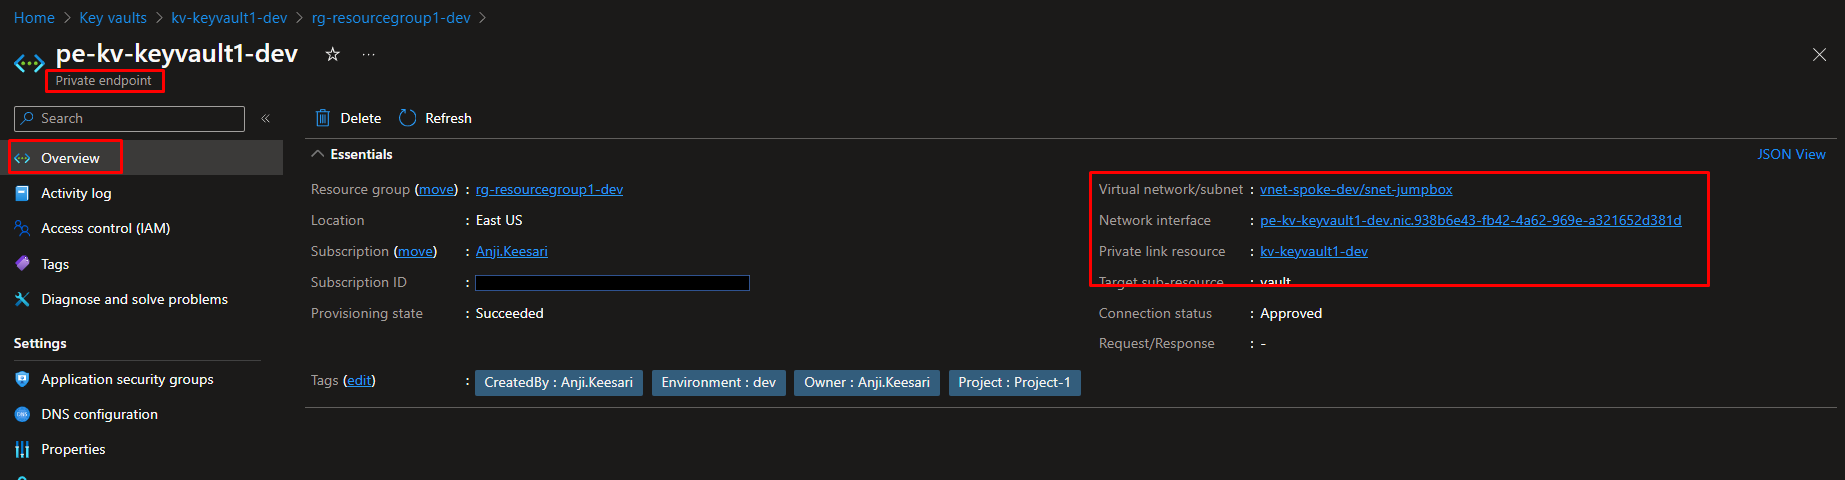 Home > Key vaults > kv-keyvault1-dev > rg-resourcegroup1-dev >
pe-kv-keyvault1-dev
Private endpoint
Search
Overview
Activity log
Access control (IAM)
Tags
Diagnose and solve problems
Settings
Application security groups
DNS configuration
Properties
Delete Refresh
Essentials
JSON View
Resource group (move) : rg-resourcegroup1-dev
Location : East US
Subscription (move) : Anji.Keesari
Subscription ID :
Provisioning state : Succeeded
Virtual network/subnet : vnet-spoke-dev/snet-jumpbox
Network interface : pe-kv-keyvault1-dev.nic.938b6e43-fb42-4a62-969e-a321652d381d
Private link resource : kv-keyvault1-dev
Target sub-resource : vault
Connection status : Approved
Request/Response : -
Tags (edit) : CreatedBy : Anji.Keesari Environment : dev Owner : Anji.Keesari Project : Project-1